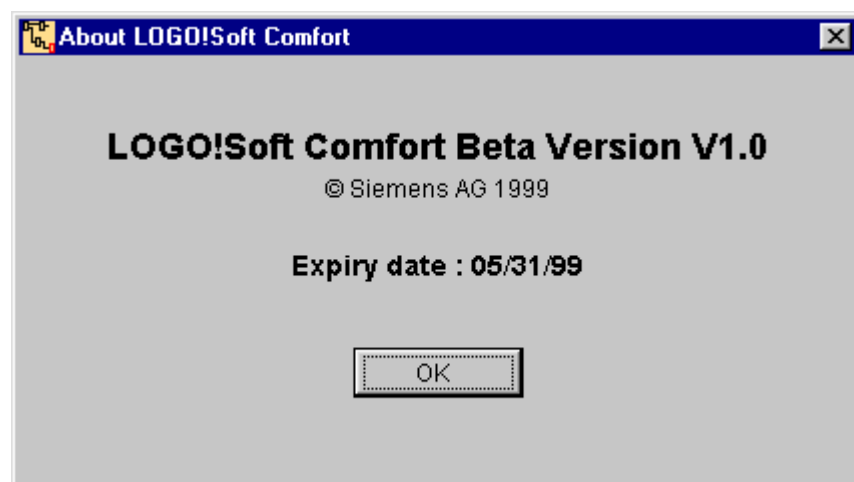 About LOGO!Soft Comfort
LOGO!Soft Comfort Beta Version V1.0
© Siemens AG 1999
Expiry date : 05/31/99
OK